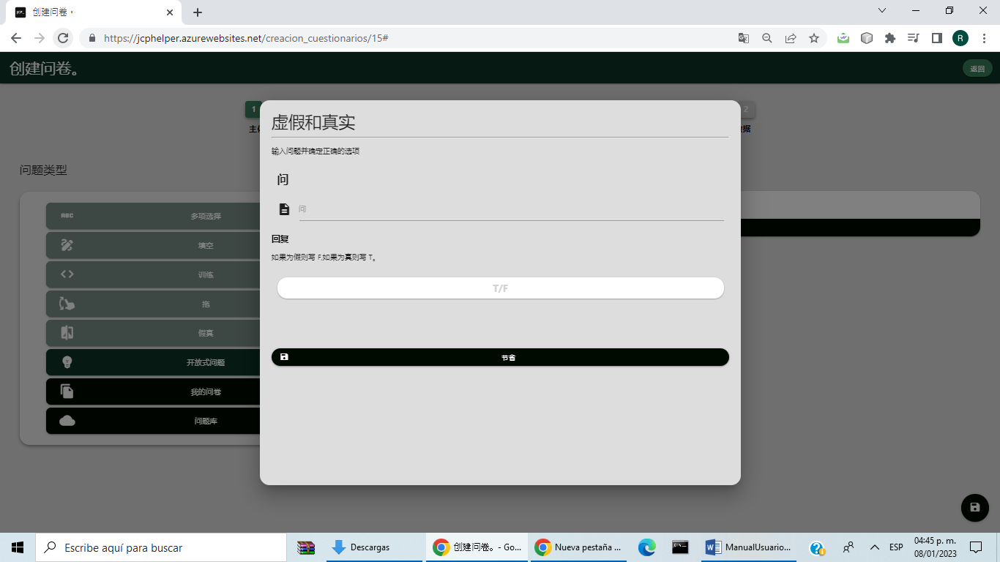 创建问卷。
https://jcphelper.azurewebsites.net/creacion_cuestionarios/15#
R
创建问卷。
返回
1
2
问题类型
ABC 多项选择
填空
训练
拖
假真
开放式问题
我的问卷
问题库
虚假和真实
输入问题并确定正确的选项
问
问
回复
如果为假则写 F,如果为真则写 T。
T/F
节省
Escribe aquí para buscar
Descargas
创建问卷。 - Go...
Nueva pestaña ...
ManualUsuario...
ESP
04:45 p. m.
08/01/2023